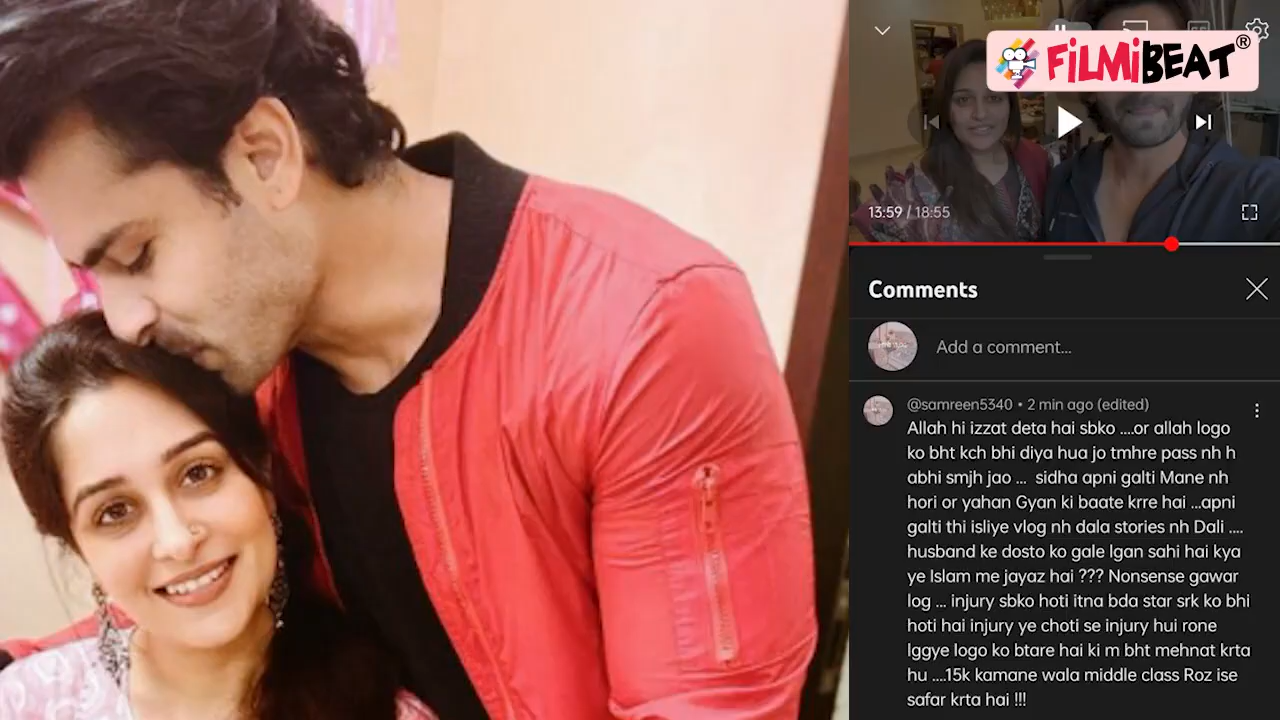 FiLMiBEAT®
13:59 / 18:55
Comments
Add a comment...
@samreen5340 • 2 min ago (edited)
Allah hi izzat deta hai sbko ....or allah logo
ko bht kch bhi diya hua jo tmhre pass nh h
abhi smjh jao ... sidha apni galti Mane nh
hori or yahan Gyan ki baate krre hai ...apni
galti thi isliye vlog nh dala stories nh Dali ....
husband ke dosto ko gale lgan sahi hai kya
ye Islam me jayaz hai ??? Nonsense gawar
log ... injury sbko hoti itna bda star srk ko bhi
hoti hai injury ye choti se injury hui rone
lggye logo ko btare hai ki m bht mehnat krta
hu ....15k kamane wala middle class Roz ise
safar krta hai !!!